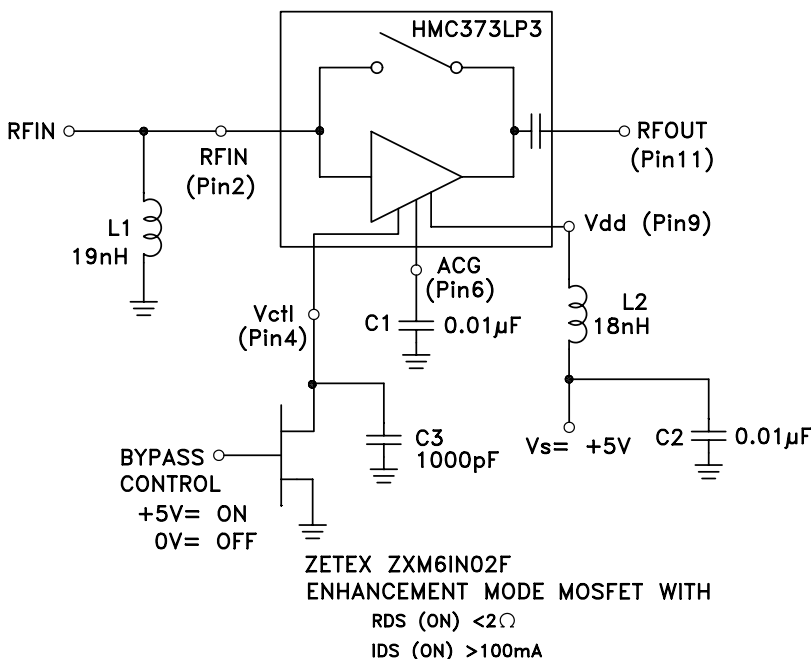 HMC373LP3
RFIN
RFIN
(Pin2)
RFOUT
(Pin11)
L1
19nH
Vdd (Pin9)
ACG
(Pin6)
Vctl
(Pin4)
C1
0.01µF
L2
18nH
C3
1000pF
Vs= +5V
C2
0.01µF
BYPASS
CONTROL
+5V= ON
0V= OFF
ZETEX ZXM6IN02F
ENHANCEMENT MODE MOSFET WITH
RDS (ON) <2Ω
IDS (ON) >100mA